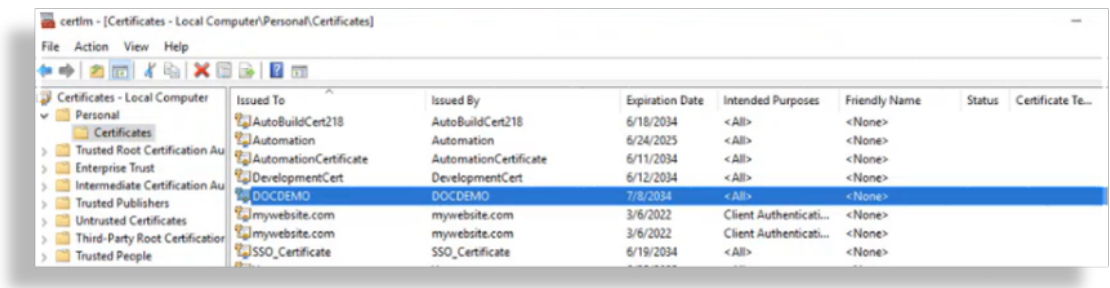 certlm - [Certificates - Local Computer\Personal\Certificates]
File Action View Help
Certificates - Local Computer
Personal
Certificates
Trusted Root Certification Au
Enterprise Trust
Intermediate Certification Au
Trusted Publishers
Untrusted Certificates
Third-Party Root Certification
Trusted People
Issued To Issued By Expiration Date Intended Purposes Friendly Name Status Certificate Te...
AutoBuildCert218 AutoBuildCert218 6/18/2034 <All> <None>
Automation Automation 6/24/2025 <All> <None>
AutomationCertificate AutomationCertificate 6/11/2034 <All> <None>
DevelopmentCert DevelopmentCert 6/12/2034 <All> <None>
DOCDEMO DOCDEMO 7/8/2034 <All> <None>
mywebsite.com mywebsite.com 3/6/2022 Client Authenticati... <None>
mywebsite.com mywebsite.com 3/6/2022 Client Authenticati... <None>
SSO_Certificate SSO_Certificate 6/19/2034 <All> <None>